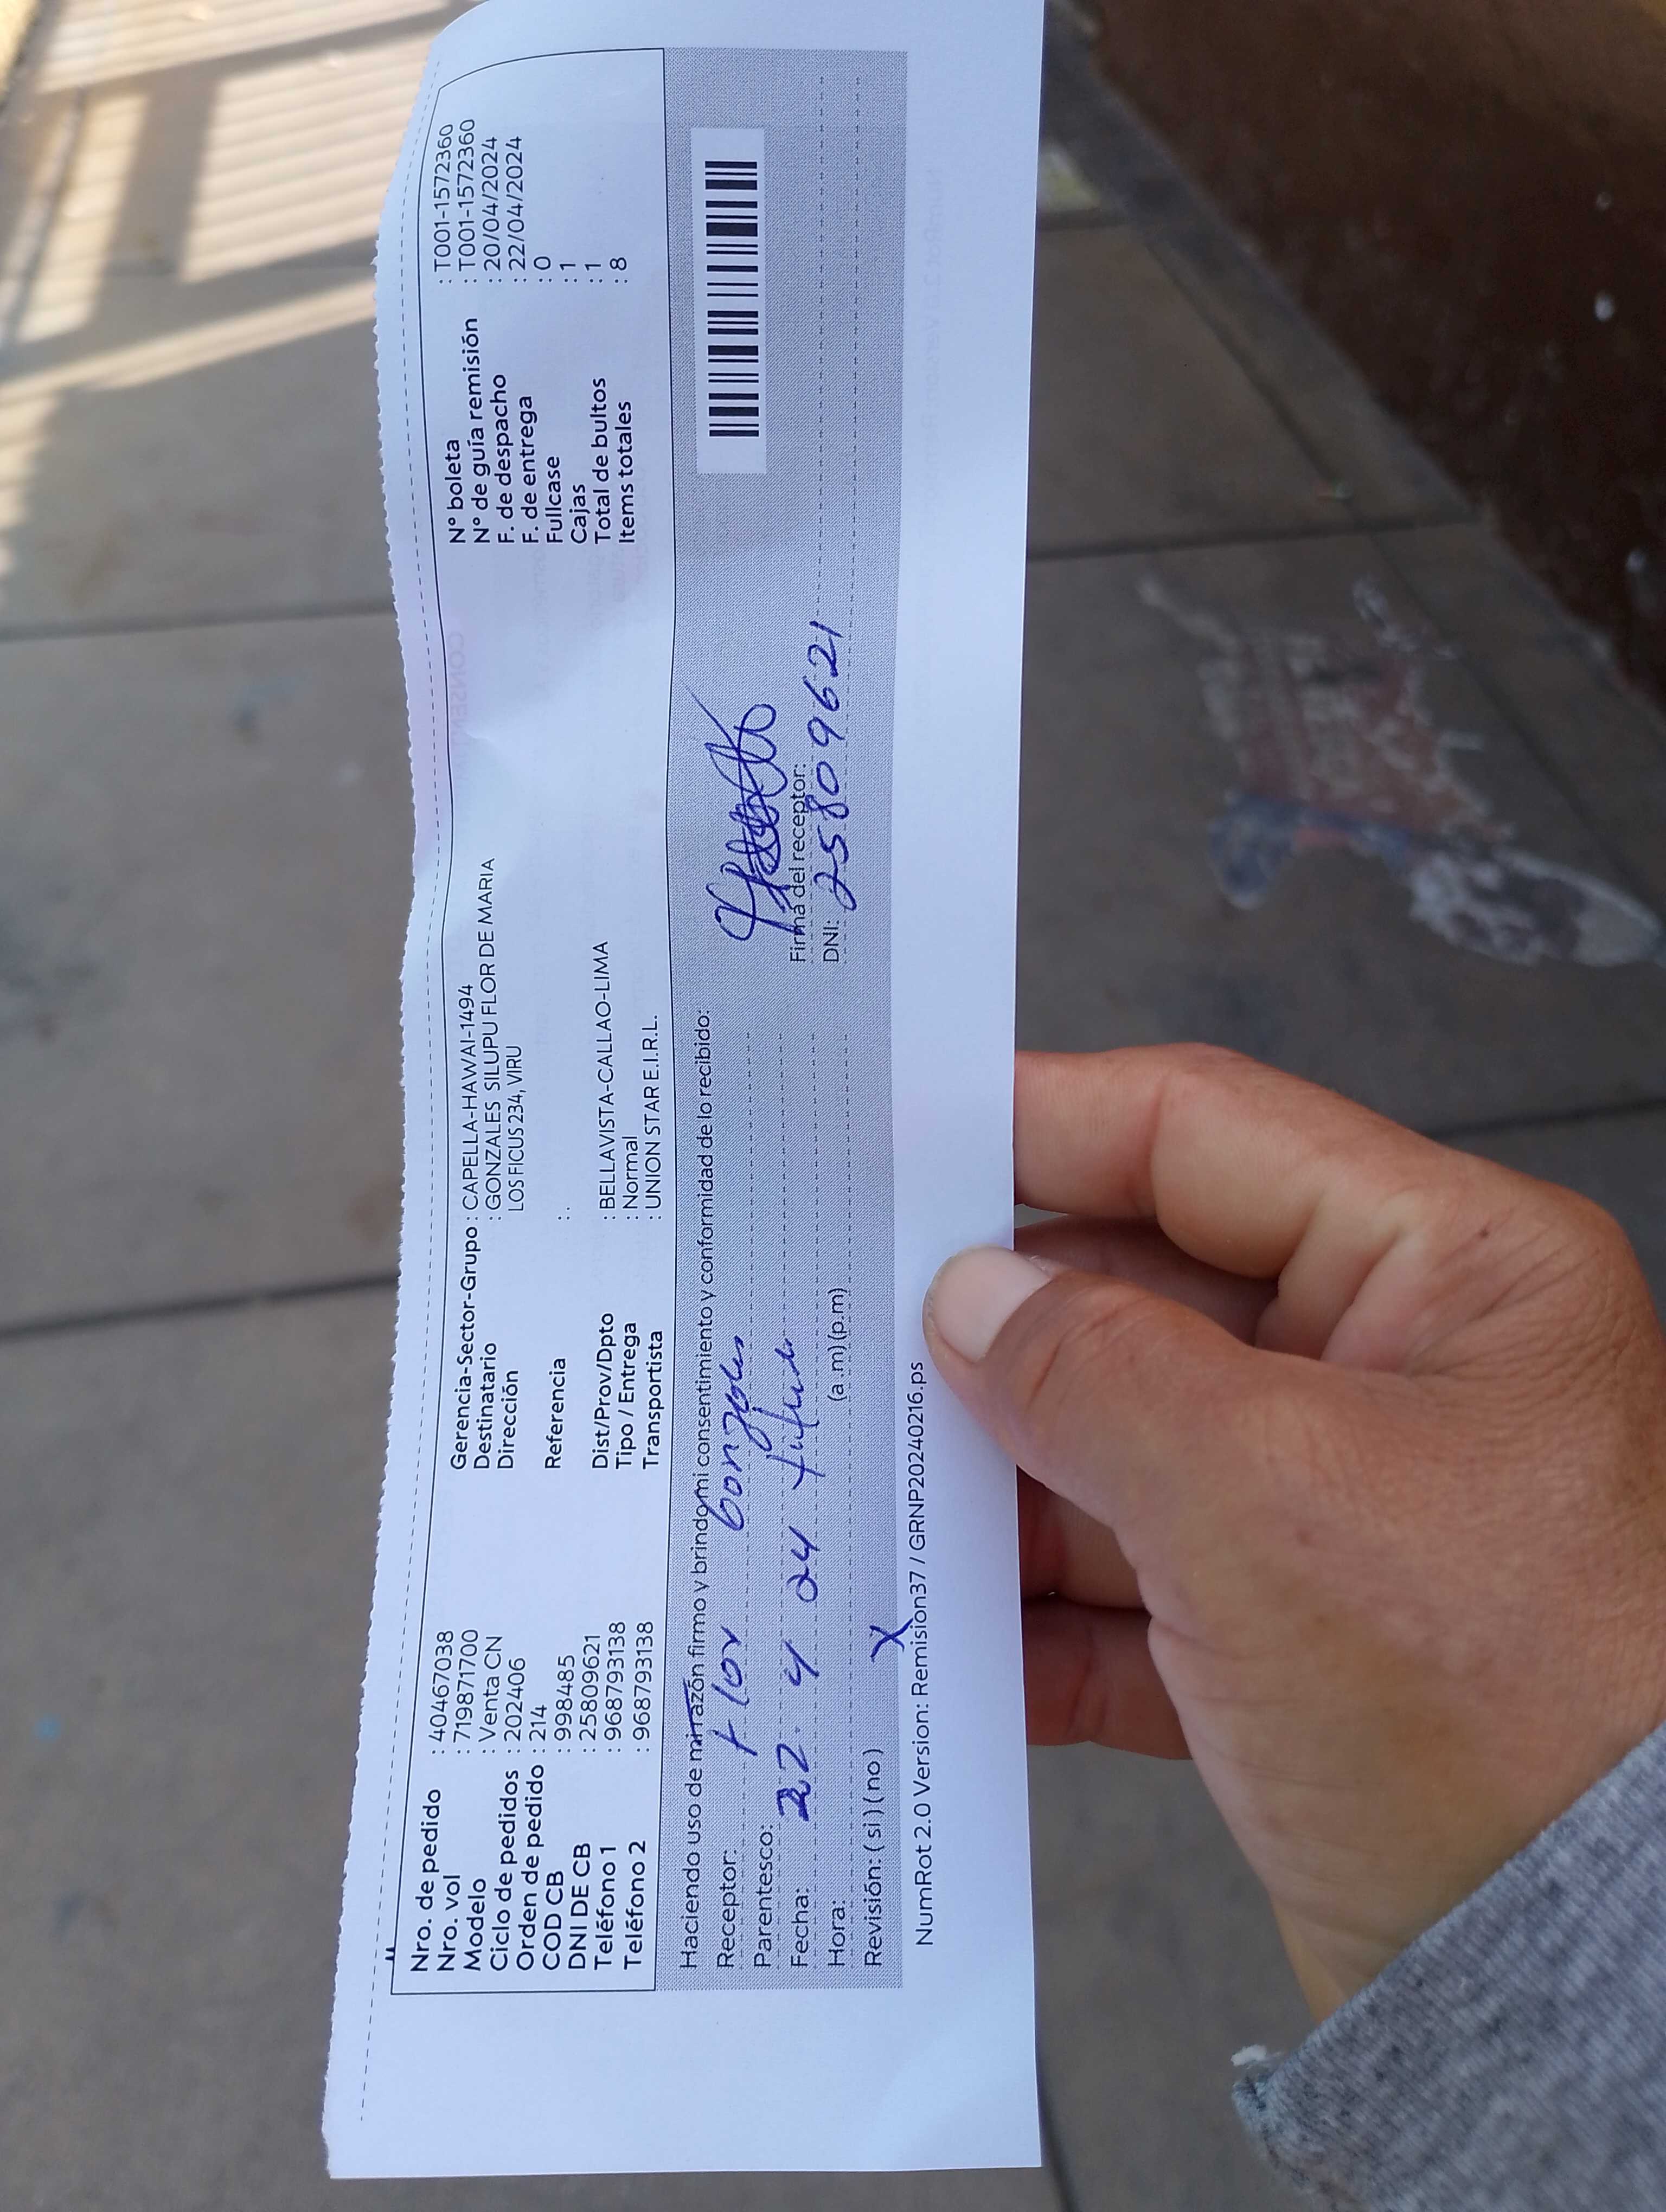 Nro. de pedido : 40467038
Nro. vol : 719871700
Modelo : Venta CN
Ciclo de pedidos : 202406
Orden de pedido : 214
COD CB : 998485
DNI DE CB : 25809621
Teléfono 1 : 968793138
Teléfono 2 : 968793138
Gerencia-Sector-Grupo : CAPELLA-HAWAI-1494
Destinatario : GONZALES SILUPU FLOR DE MARIA
Dirección LOS FICUS 234, VIRU
Referencia : .
Dist/Prov/Dpto : BELLAVISTA-CALLAO-LIMA
Tipo / Entrega : Normal
Transportista : UNION STAR E.I.R.L.
N° boleta : T001-1572360
N° de guía remisión : T001-1572360
F. de despacho : 20/04/2024
F. de entrega : 22/04/2024
Fullcase : 0
Cajas : 1
Total de bultos : 1
Items totales : 8
Haciendo uso de mi razón firmo y brindo mi consentimiento y conformidad de lo recibido:
Receptor: Flor Gonzales
Parentesco:
Fecha: 22. 4 24
Hora: (a.m)(p.m)
Revisión: ( si ) ( no ) X
Firma del receptor:
DNI: 25809621
NumRot 2.0 Version: Remision37 / GRNP20240216.ps